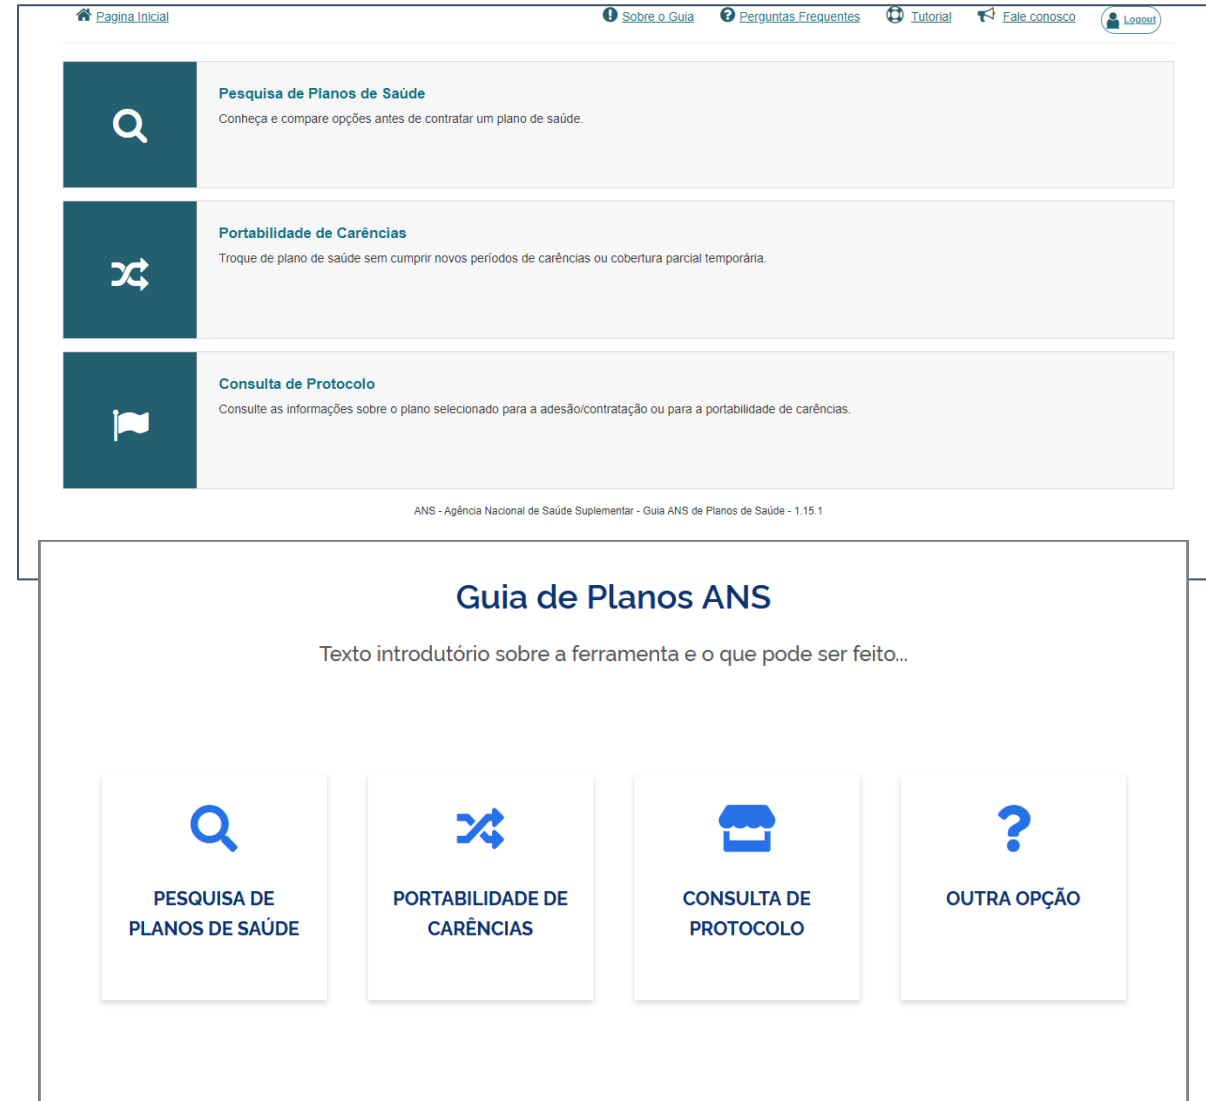 Pagina Inicial Sobre o Guia Perguntas Frequentes Tutorial Fale conosco Logout
Pesquisa de Planos de Saúde
Conheça e compare opções antes de contratar um plano de saúde.
Portabilidade de Carências
Troque de plano de saúde sem cumprir novos períodos de carências ou cobertura parcial temporária.
Consulta de Protocolo
Consulte as informações sobre o plano selecionado para a adesão/contratação ou para a portabilidade de carências.
ANS - Agência Nacional de Saúde Suplementar - Guia ANS de Planos de Saúde - 1.15.1
Guia de Planos ANS
Texto introdutório sobre a ferramenta e o que pode ser feito...
PESQUISA DE
PLANOS DE SAÚDE
PORTABILIDADE DE
CARÊNCIAS
CONSULTA DE
PROTOCOLO
OUTRA OPÇÃO